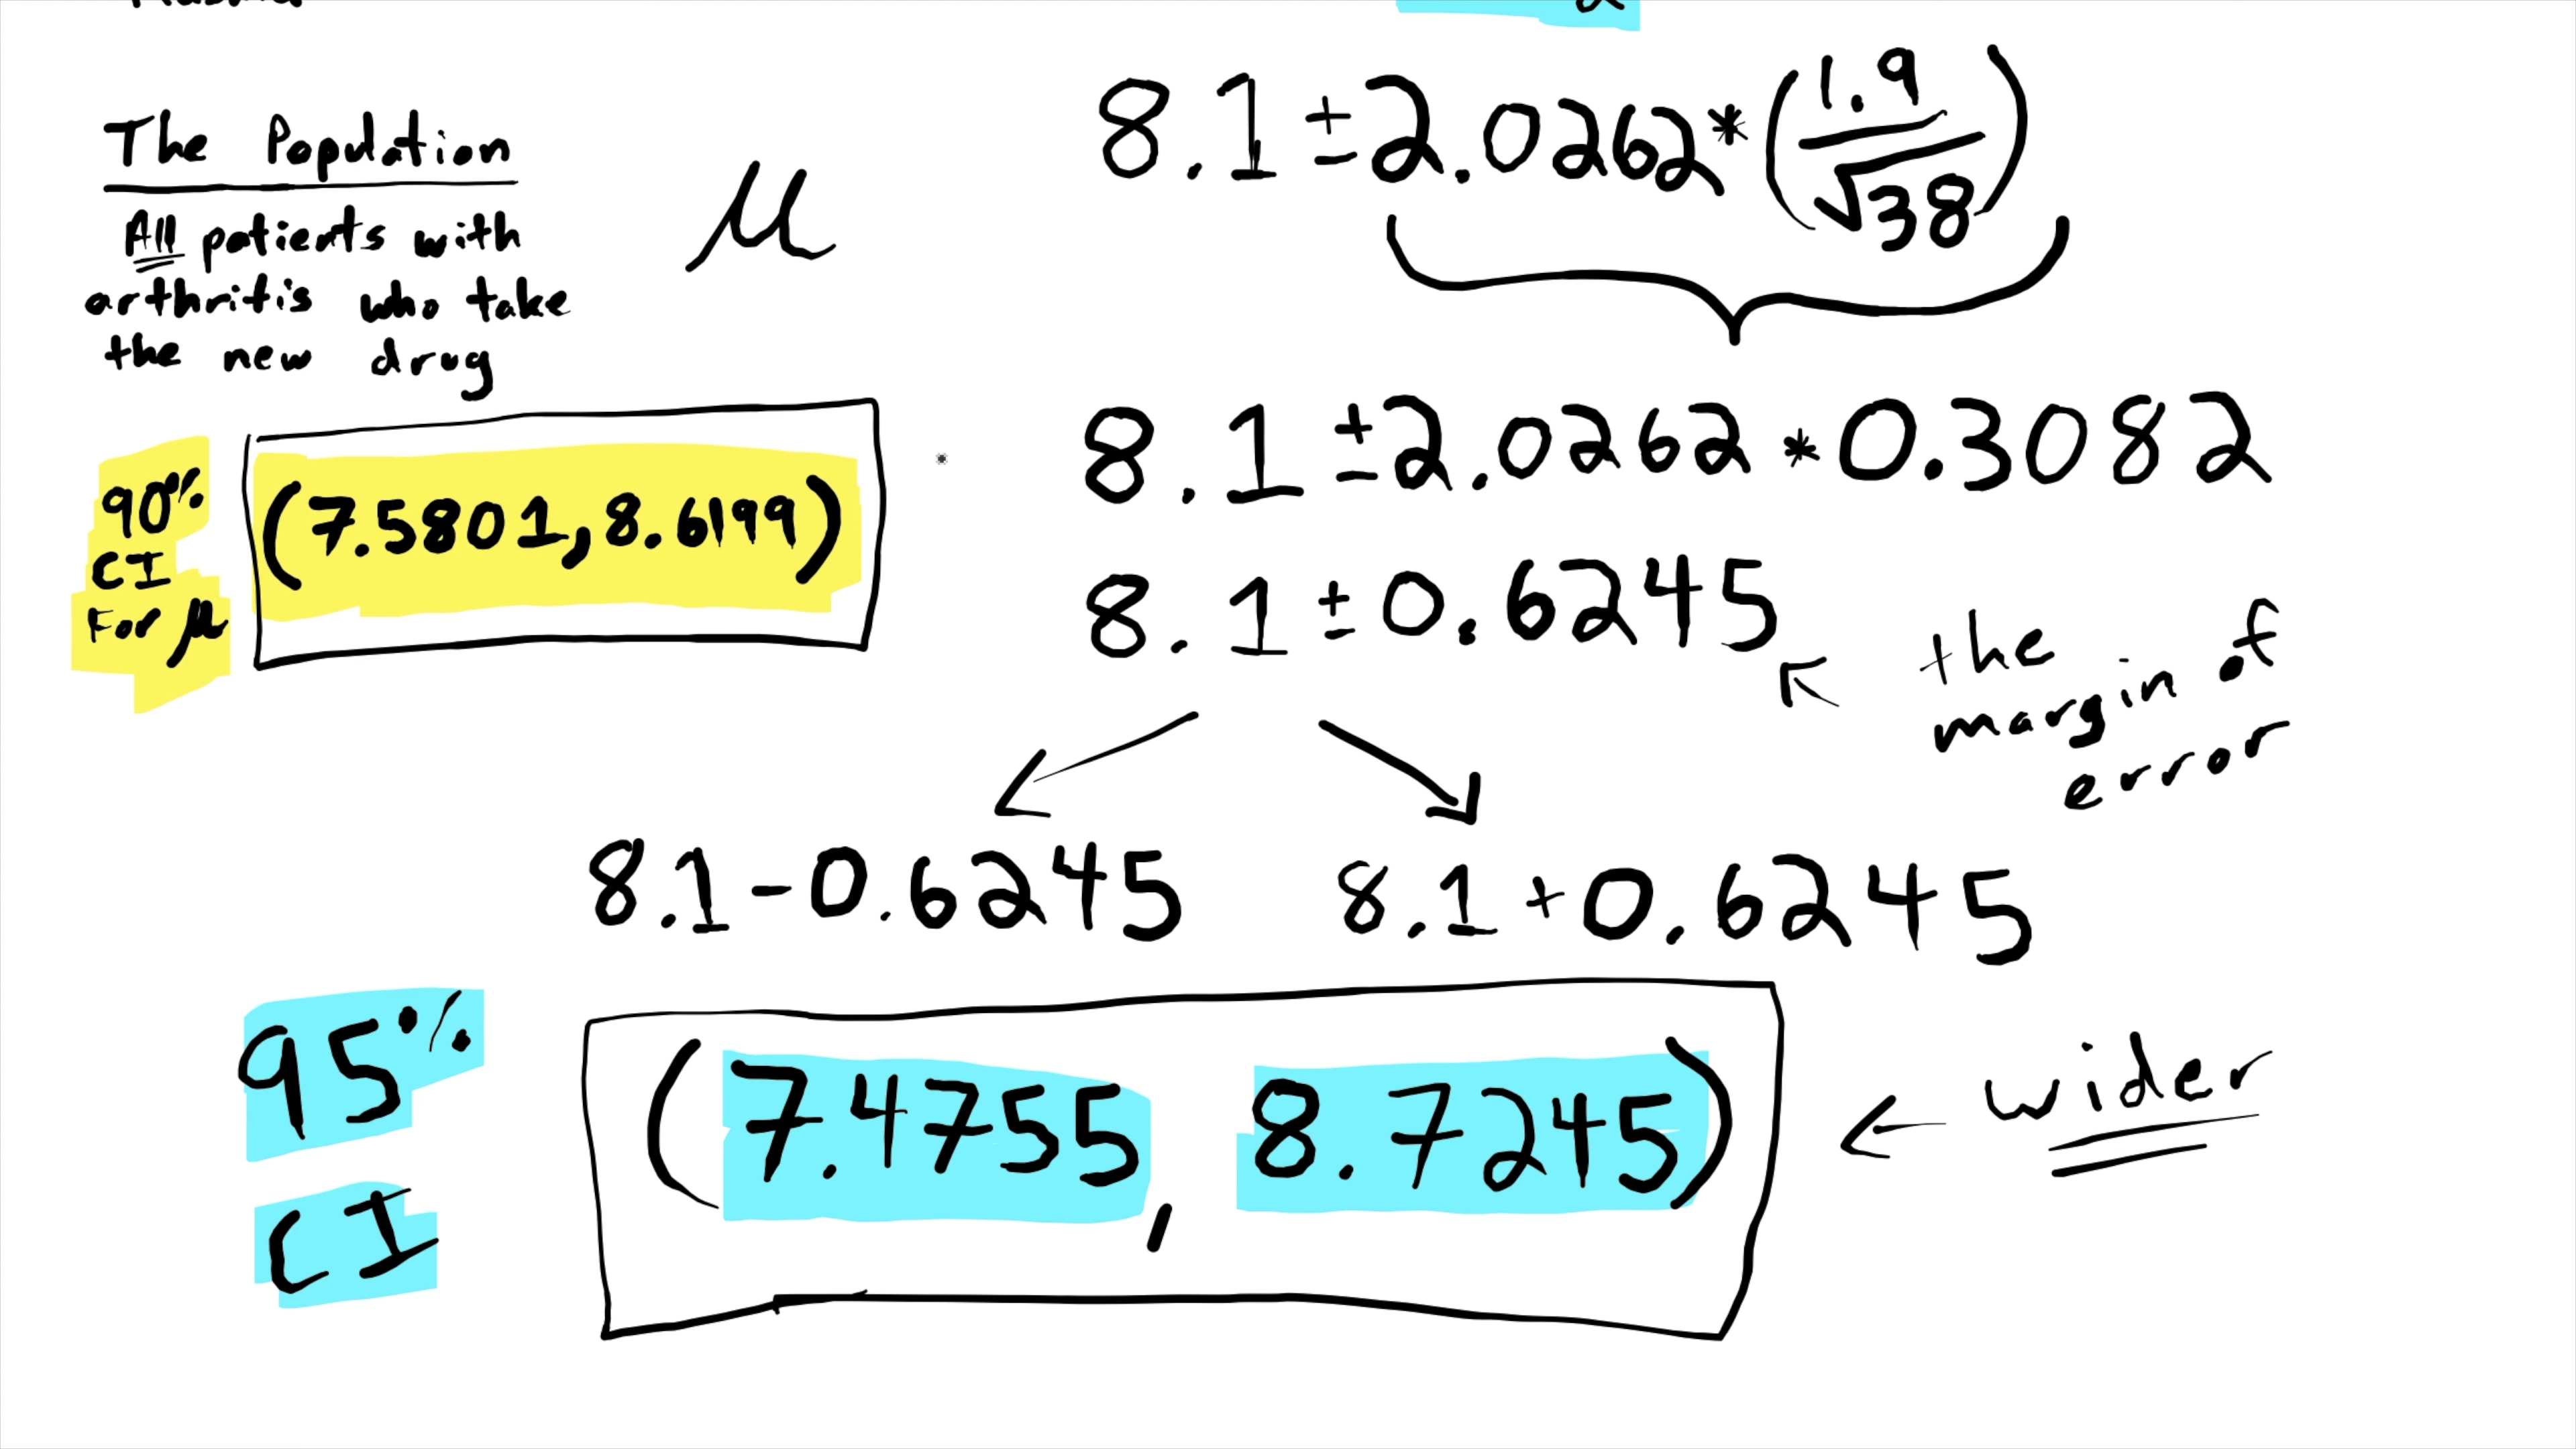 The Population
All patients with
arthritis who take
the new drug
μ
8.1 ± 2.0262 * (1.9/√38)
90%
CI
For μ
(7.5801, 8.6199)
8.1 ± 2.0262 * 0.3082
8.1 ± 0.6245
the
margin of
error
8.1 - 0.6245
8.1 + 0.6245
95%
CI
(7.4755, 8.7245)
← wider